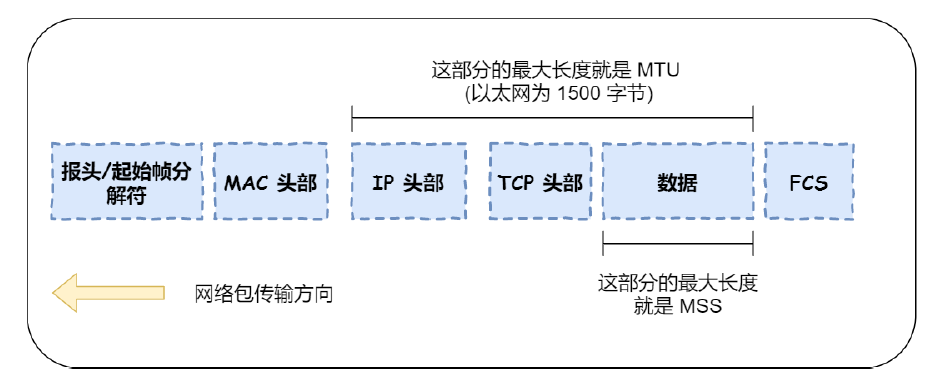 这部分的最大长度就是 MTU
(以太网为 1500 字节)
报头/起始帧分
解符
MAC 头部
IP 头部
TCP 头部
数据
FCS
这部分的最大长度
就是 MSS
网络包传输方向